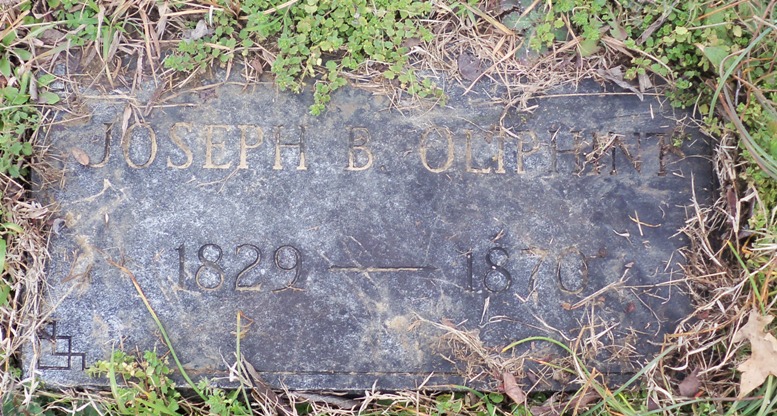 JOSEPH B OLIPHINT
1829 — 1870